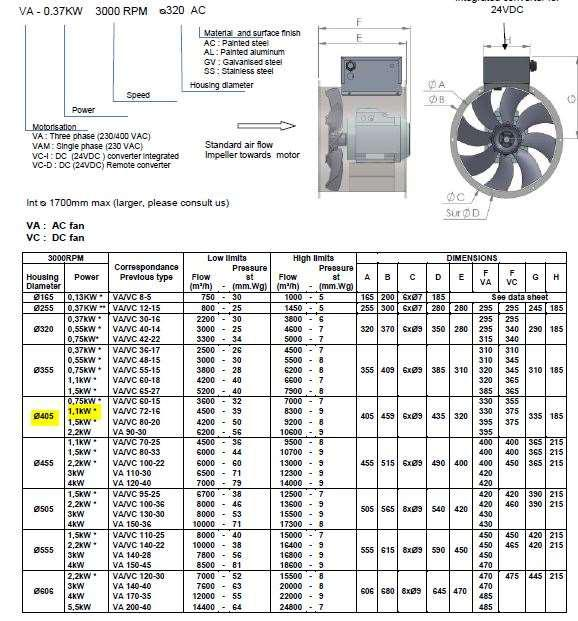 24VDC
VA - 0.37KW 3000 RPM ⌀320 AC
Material and surface finish
AC : Painted steel
AL : Painted aluminum
GV : Galvanised steel
SS : Stainless steel
Housing diameter
Speed
Power
Motorisation
VA : Three phase (230/400 VAC)
VAM : Single phase (230 VAC)
VC-I : DC (24VDC ) converter integrated
VC-D : DC (24VDC) Remote converter
Standard air flow
Impeller towards motor
F
E
H
G
Ø A
Ø B
Ø C
Sur Ø D
Int ⌀ 1700mm max (larger, please consult us)
VA : AC fan
VC : DC fan
3000RPM Low limits High limits DIMENSIONS
Housing Diameter Power Correspondance Previous type Flow (m³/h) - Pressure st (mm.Wg) Flow (m³/h) - Pressure st (mm.Wg) A B C D E F VA F VC G H
Ø165 0,13KW * VA/VC 8-5 750 - 30 1000 - 5 165 200 6xØ7 185 See data sheet
Ø255 0,37KW ** VA/VC 12-15 800 - 25 1450 - 5 255 300 6xØ7 280 280 295 295 245 185
Ø320 0,37KW * VA/VC 30-16 2200 - 30 3800 - 6 320 370 6xØ9 350 280 295 295 290 185
0,55kW * VA/VC 40-14 3000 - 25 4600 - 7 295 340
0,75kW * VA/VC 42-22 3300 - 34 5000 - 7 315 340
Ø355 0,37KW * VA/VC 36-17 2500 - 26 4500 - 7 355 409 6xØ9 385 310 310 310 310 185
0,55kW * VA/VC 48-15 3000 - 30 5500 - 8 310 345
0,75kW * VA/VC 55-15 3800 - 28 6200 - 8 320 345
1,1kW * VA/VC 60-18 4200 - 40 6600 - 7 320 365
1,5kW * VA/VC 65-27 5200 - 40 7900 - 8 385 365
Ø405 0,75kW * VA/VC 60-15 3600 - 32 7000 - 7 405 459 6xØ9 435 320 330 355 335 185
1,1kW * VA/VC 72-16 4500 - 39 8300 - 9 330 375
1,5kW * VA/VC 80-20 4200 - 50 9200 - 8 395 375
2,2kW VA 90-30 6200 - 56 10600 - 9 395
Ø455 1,1kW * VA/VC 70-25 4500 - 36 9500 - 8 455 515 6xØ9 490 400 400 400 365 215
1,5kW * VA/VC 80-33 6000 - 44 10700 - 9 400 400 365 215
2,2kW * VA/VC 100-22 6000 - 60 13000 - 9 400 450 365 215
3kW VA 110-30 6500 - 71 12300 - 9 420
4kW VA 120-40 7000 - 79 14000 - 9 420
Ø505 1,5kW * VA/VC 95-25 6700 - 38 12500 - 7 505 565 8xØ9 540 420 420 420 390 215
2,2kW * VA/VC 100-36 8000 - 46 13600 - 9 420 460 390 215
3kW VA/VC 130-30 8000 - 53 15500 - 9 430
4kW VA 150-36 10000 - 71 17300 - 8 430
Ø555 1,5kW * VA/VC 110-25 8000 - 40 15000 - 7 555 615 8xØ9 590 450 450 450 420 215
2,2kW * VA/VC 140-22 10000 - 38 16400 - 9 450 465 420 215
3kW VA 140-28 7800 - 56 16800 - 9 470
4kW VA 150-45 8500 - 81 18600 - 9 470
Ø606 2,2kW * VA/VC 120-30 7000 - 52 15500 - 8 606 680 8xØ9 645 470 470 475 445 215
3kW VA 140-40 7600 - 63 20000 - 8 470
4kW VA 170-35 12000 - 55 22000 - 9 485
5,5kW VA 200-40 14400 - 64 24800 - 7 485